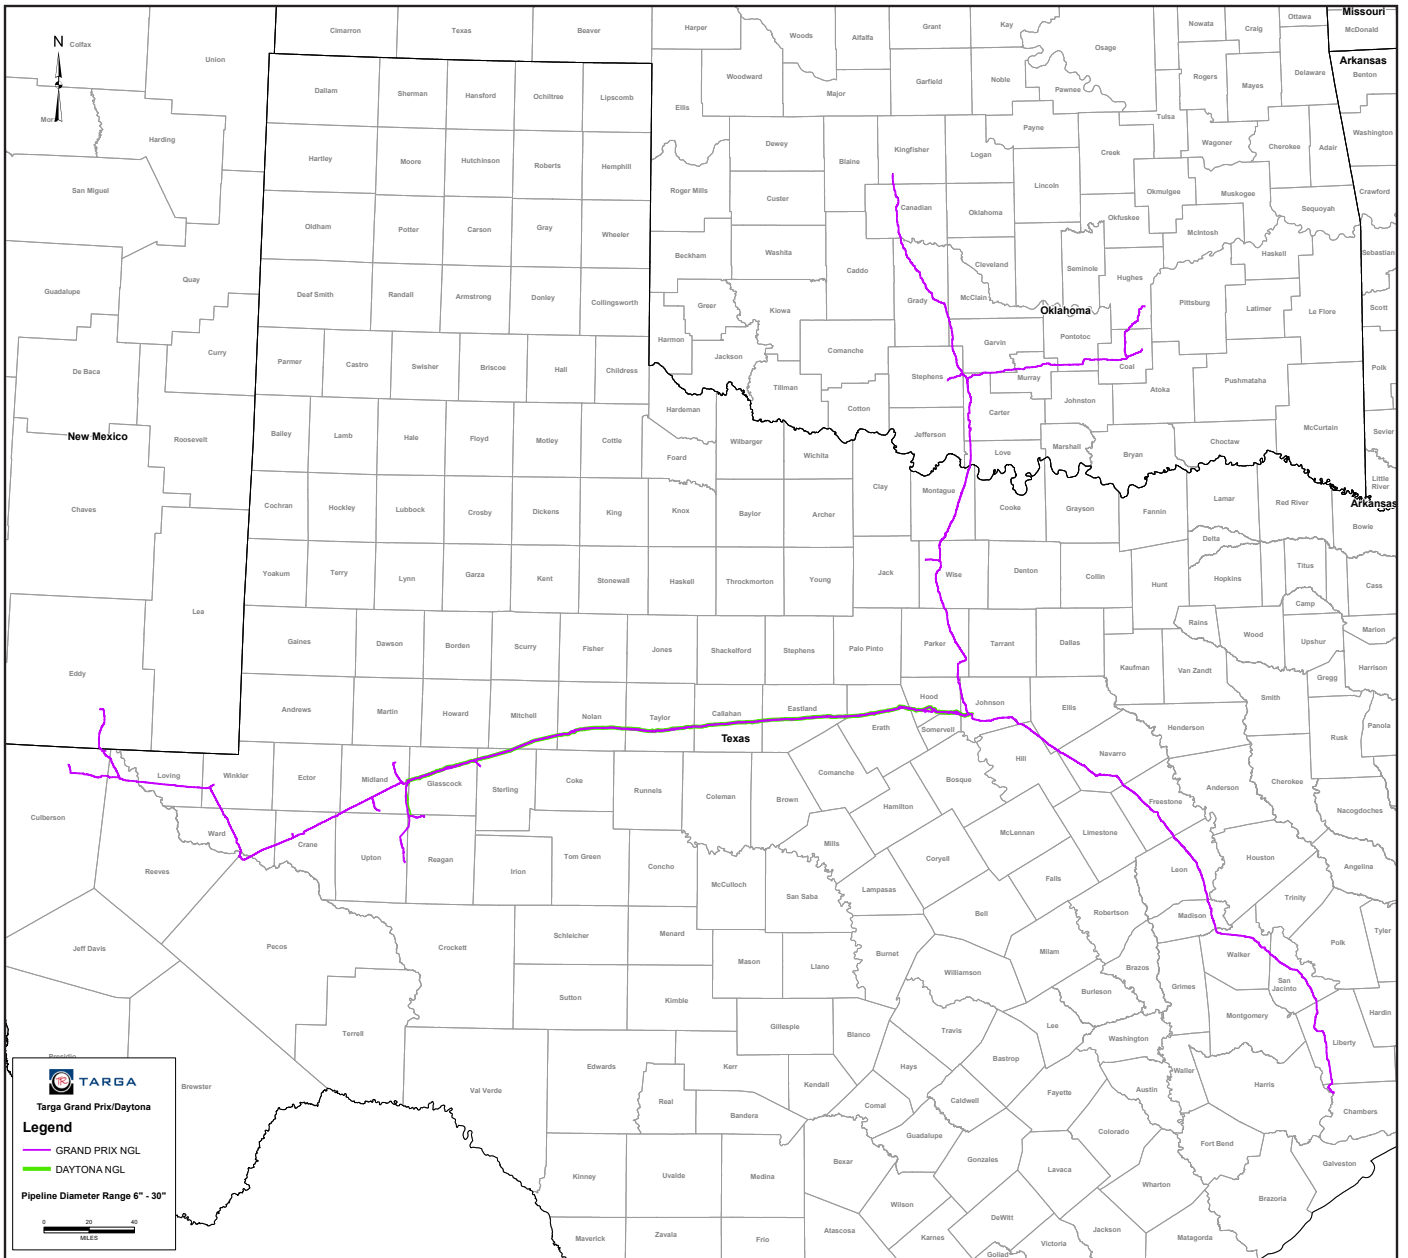 Missouri
Cimarron
Texas
Beaver
Harper
Woods
Alfalfa
Grant
Kay
Osage
Nowata
Craig
Ottawa
McDonald
N
Colfax
Union
Arkansas
Woodward
Garfield
Noble
Pawnee
Rogers
Mayes
Delaware
Benton
Dallam
Sherman
Hansford
Ochiltree
Lipscomb
Ellis
Major
Mora
Harding
Payne
Tulsa
Washington
Hartley
Moore
Hutchinson
Roberts
Hemphill
Dewey
Blaine
Kingfisher
Logan
Creek
Wagoner
Cherokee
Adair
San Miguel
Roger Mills
Custer
Canadian
Oklahoma
Lincoln
Okmulgee
Muskogee
Sequoyah
Crawford
Oldham
Potter
Carson
Gray
Wheeler
Okfuskee
McIntosh
Quay
Beckham
Washita
Caddo
Cleveland
Seminole
Hughes
Haskell
Sebastian
Guadalupe
Deaf Smith
Randall
Armstrong
Donley
Collingsworth
Greer
Kiowa
Grady
McClain
Oklahoma
Pittsburg
Latimer
Le Flore
Scott
Curry
Harmon
Jackson
Comanche
Garvin
Pontotoc
De Baca
Parmer
Castro
Swisher
Briscoe
Hall
Childress
Tillman
Stephens
Murray
Coal
Atoka
Pushmataha
Polk
New Mexico
Roosevelt
Hardeman
Cotton
Carter
Johnston
Bailey
Lamb
Hale
Floyd
Motley
Cottle
Foard
Wilbarger
Wichita
Jefferson
Love
Marshall
Bryan
Choctaw
McCurtain
Sevier
Little
River
Chaves
Cochran
Hockley
Lubbock
Crosby
Dickens
King
Knox
Baylor
Archer
Clay
Montague
Cooke
Grayson
Fannin
Lamar
Red River
Arkansas
Bowie
Delta
Yoakum
Terry
Lynn
Garza
Kent
Stonewall
Haskell
Throckmorton
Young
Jack
Wise
Denton
Collin
Hunt
Hopkins
Titus
Cass
Camp
Lea
Gaines
Dawson
Borden
Scurry
Fisher
Jones
Shackelford
Stephens
Palo Pinto
Parker
Tarrant
Dallas
Rains
Wood
Upshur
Marion
Eddy
Kaufman
Van Zandt
Gregg
Harrison
Andrews
Martin
Howard
Mitchell
Nolan
Taylor
Callahan
Eastland
Hood
Johnson
Ellis
Smith
Texas
Erath
Somervell
Henderson
Rusk
Panola
Loving
Winkler
Ector
Midland
Glasscock
Sterling
Coke
Runnels
Coleman
Brown
Comanche
Bosque
Hill
Navarro
Anderson
Cherokee
Culberson
Ward
Crane
Upton
Reagan
Irion
Tom Green
Concho
Hamilton
McLennan
Limestone
Freestone
Nacogdoches
Reeves
Mills
Coryell
Falls
Leon
Houston
Angelina
McCulloch
San Saba
Lampasas
Bell
Robertson
Madison
Trinity
Jeff Davis
Pecos
Crockett
Schleicher
Menard
Mason
Llano
Burnet
Milam
Brazos
Walker
Polk
Tyler
Sutton
Kimble
Williamson
Burleson
Grimes
San
Jacinto
Terrell
Gillespie
Blanco
Travis
Lee
Washington
Montgomery
Hardin
Liberty
Presidio
Brewster
Val Verde
Edwards
Kerr
Kendall
Hays
Bastrop
Fayette
Austin
Waller
Harris
Real
Bandera
Comal
Caldwell
Chambers
Guadalupe
Colorado
Fort Bend
Kinney
Uvalde
Medina
Bexar
Gonzales
Lavaca
Wharton
Galveston
Brazoria
Wilson
DeWitt
Maverick
Zavala
Frio
Atascosa
Karnes
Goliad
Victoria
Jackson
Matagorda
TARGA
Targa Grand Prix/Daytona
Legend
GRAND PRIX NGL
DAYTONA NGL
Pipeline Diameter Range 6" - 30"
0 20 40
MILES